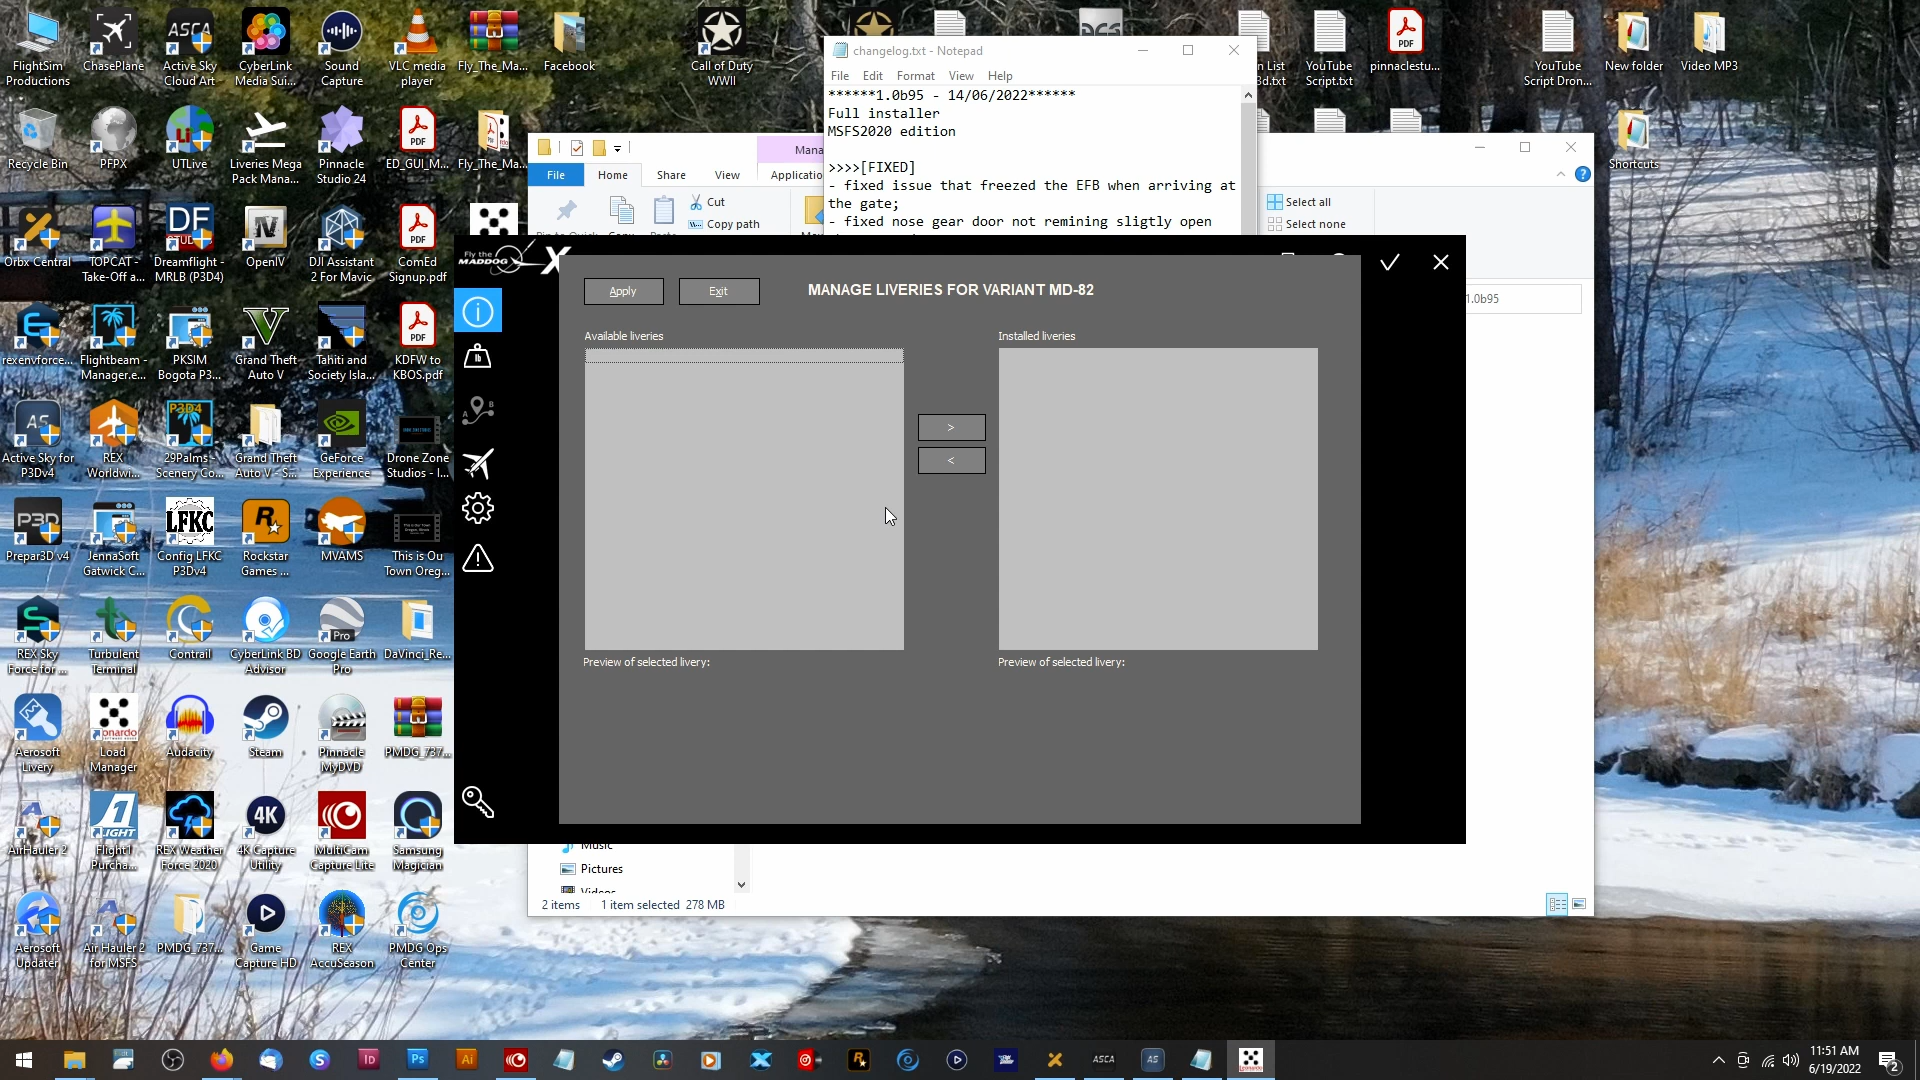 FlightSim Productions
ChasePlane
Active Sky Cloud Art
CyberLink Media Sui...
Sound Capture
VLC media player
Fly_The_Ma...
Facebook
Call of Duty WWII
YouTube Script.txt
pinnaclestu...
YouTube Script Dron...
New folder
Video MP3
Recycle Bin
PFPX
UTLive
Liveries Mega Pack Mana...
Pinnacle Studio 24
ED_GUI_M...
Fly_The_Ma...
Shortcuts
Orbx Central
TOPCAT - Take-Off a...
Dreamflight - MRLB (P3D4)
OpenIV
DJI Assistant 2 For Mavic
ComEd Signup.pdf
rexenvforce...
Flightbeam - Manager.e...
PKSIM Bogota P3...
Grand Theft Auto V
Tahiti and Society Isla...
KDFW to KBOS.pdf
Active Sky for P3Dv4
REX Worldwi...
29Palms - Scenery Co...
Grand Theft Auto V - S...
GeForce Experience
Drone Zone Studios - I...
Prepar3D v4
JennaSoft Gatwick C...
Config LFKC P3Dv4
Rockstar Games ...
MVAMS
This is Ou Town Oreg...
REX Sky Force for ...
Turbulent Terminal
Contrail
CyberLink BD Advisor
Google Earth Pro
DaVinci_Re...
Aerosoft Livery
Load Manager
Audacity
Steam
Pinnacle MyDVD
PMDG_737...
AirHauler 2
Flight1 Purcha...
REX Weather Force 2020
4K Capture Utility
MultiCam Capture Lite
Samsung Magician
Aerosoft Updater
Air Hauler 2 for MSFS
PMDG_737...
Game Capture HD
REX AccuSeason
PMDG Ops Center
changelog.txt - Notepad
File Edit Format View Help
******1.0b95 - 14/06/2022******
Full installer
MSFS2020 edition
>>>>[FIXED]
- fixed issue that freezed the EFB when arriving at
the gate;
- fixed nose gear door not remining sligtly open
Mana
File Home Share View Applicatio
Cut
Copy path
Select all
Select none
1.0b95
Fly the
MADDOG X
Apply Exit MANAGE LIVERIES FOR VARIANT MD-82
Available liveries
Installed liveries
>
<
Preview of selected livery:
Preview of selected livery:
Music
Pictures
Videos
2 items 1 item selected 278 MB
11:51 AM
6/19/2022
2